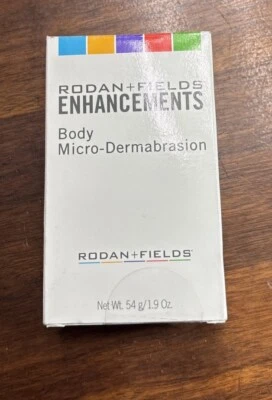 RODAN+FIELDS
ENHANCEMENTS
Body
Micro-Dermabrasion
RODAN+FIELDS
Net Wt. 54 g/1.9 Oz.